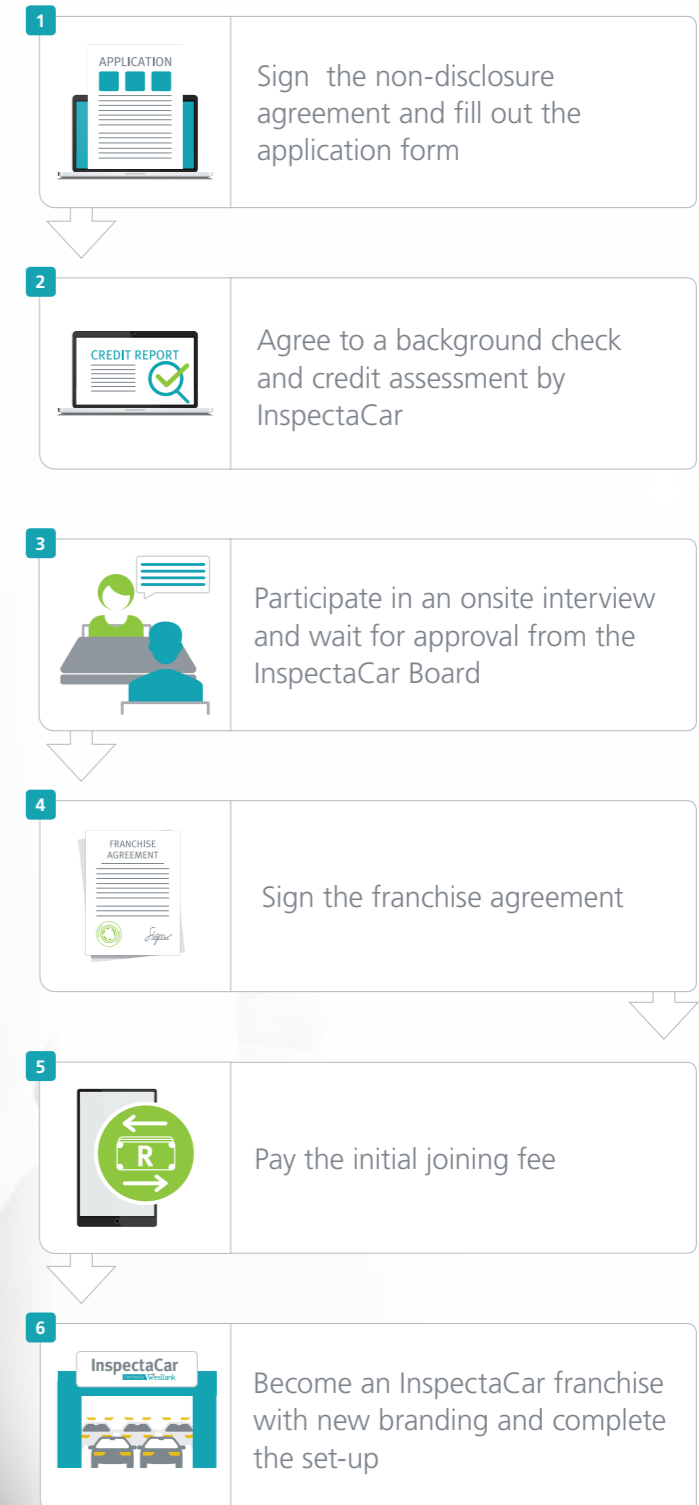 1
APPLICATION
Sign the non-disclosure
agreement and fill out the
application form
2
CREDIT REPORT
Agree to a background check
and credit assessment by
InspectaCar
3
Participate in an onsite interview
and wait for approval from the
InspectaCar Board
4
FRANCHISE
AGREEMENT
Sign the franchise agreement
5
R
Pay the initial joining fee
6
InspectaCar
WesBank
Become an InspectaCar franchise
with new branding and complete
the set-up